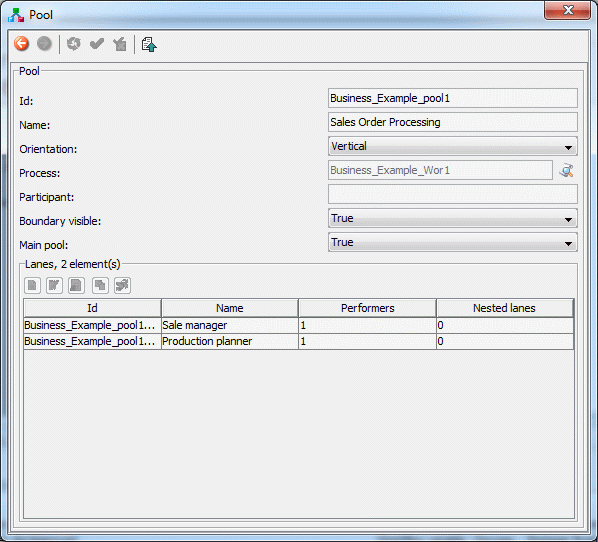 Pool
Pool
Id: Business_Example_pool1
Name: Sales Order Processing
Orientation: Vertical
Process: Business_Example_Wor1
Participant:
Boundary visible: True
Main pool: True
Lanes, 2 element(s)
Id Name Performers Nested lanes
Business_Example_pool1... Sale manager 1 0
Business_Example_pool1... Production planner 1 0